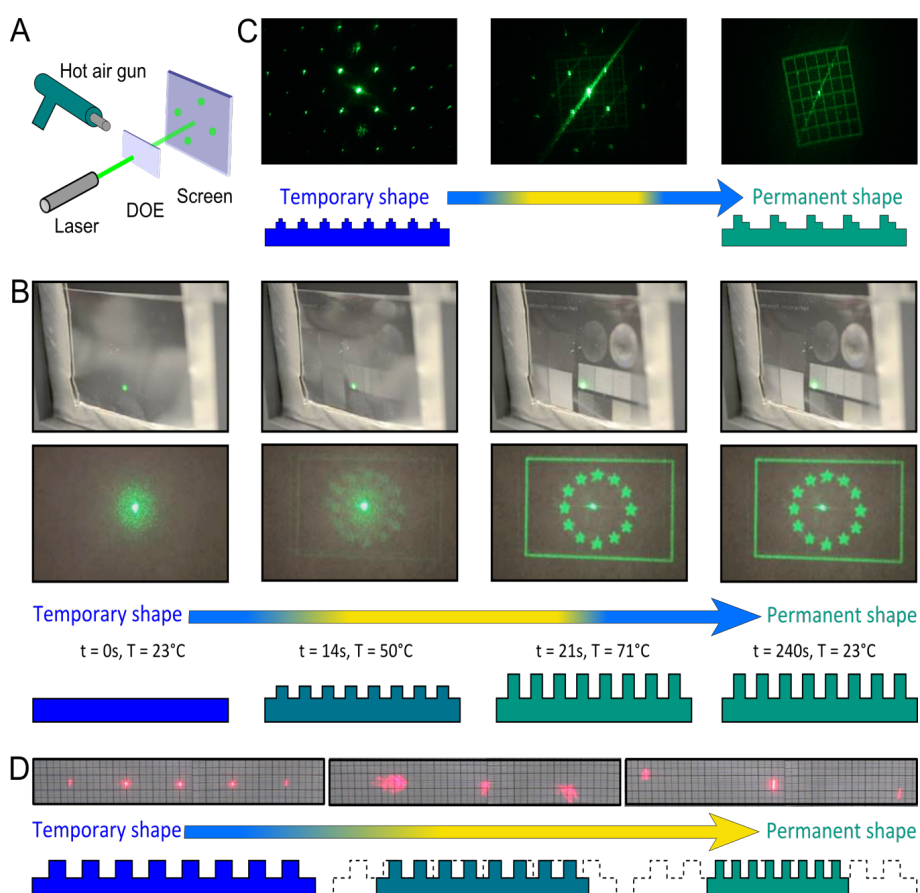 A
Hot air gun
Laser
DOE
Screen
C
Temporary shape
Permanent shape
B
Temporary shape
Permanent shape
t = 0s, T = 23°C
t = 14s, T = 50°C
t = 21s, T = 71°C
t = 240s, T = 23°C
D
Temporary shape
Permanent shape